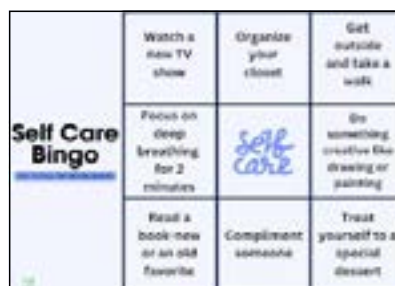 Self Care
Bingo
Watch a
new TV
show
Organize
your
closet
Get
outside
and take a
walk
Focus on
deep
breathing
for 2
minutes
Self
Care
Do
something
creative like
drawing or
painting
Read a
book-new
or an old
favorite
Compliment
someone
Treat
yourself to a
special
dessert